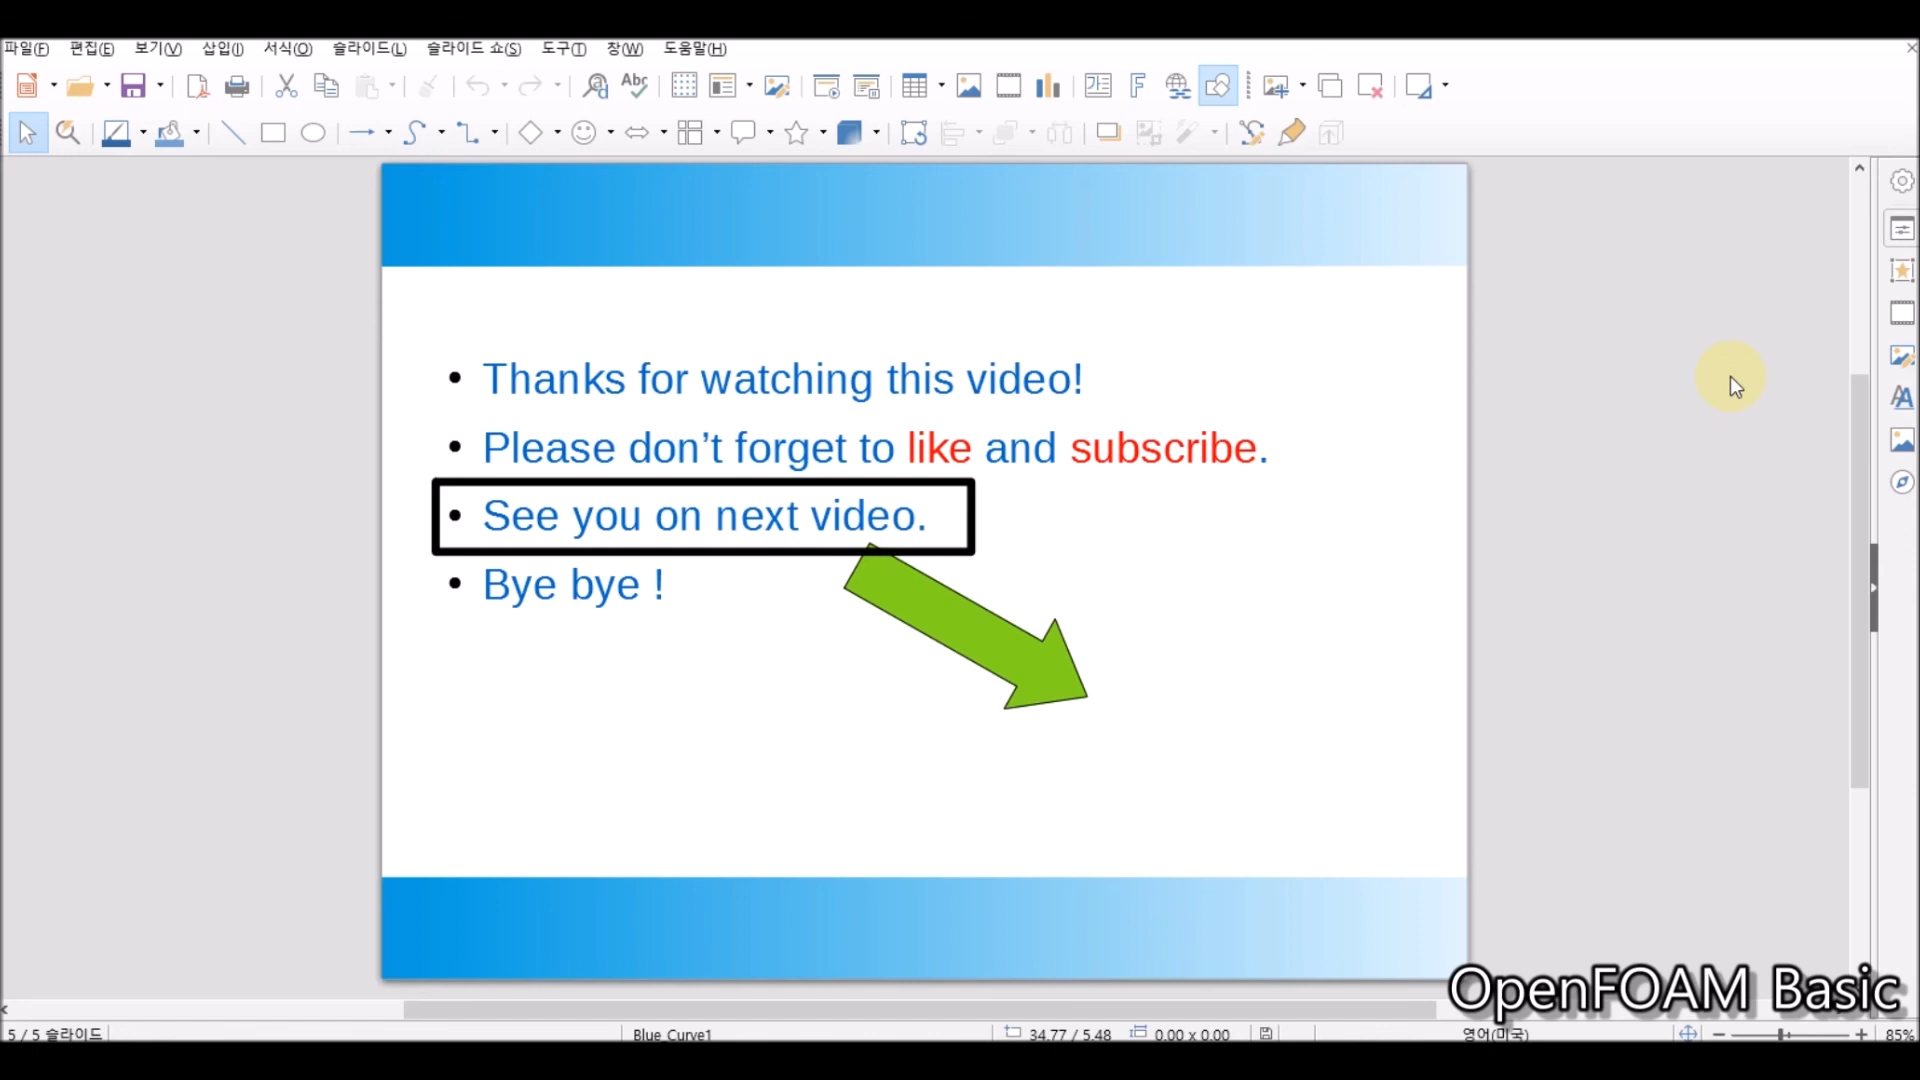 파일(F) 편집(E) 보기(V) 삽입(I) 서식(O) 슬라이드(L) 슬라이드 쇼(S) 도구(T) 창(W) 도움말(H)
Abc 가 F
• Thanks for watching this video!
• Please don’t forget to like and subscribe.
• See you on next video.
• Bye bye !
OpenFOAM Basic
5 / 5 슬라이드 Blue_Curve1 34.77 / 5.48 0.00 x 0.00 영어(미국) 85%